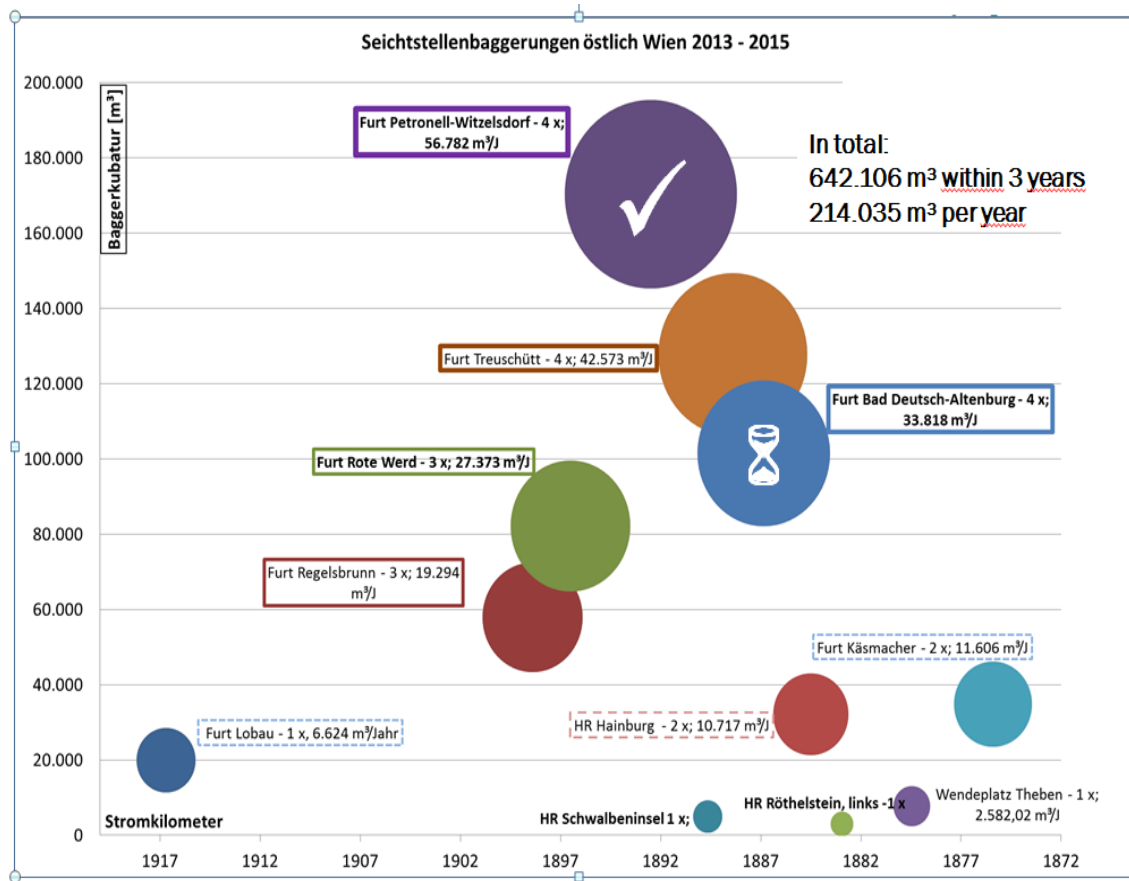 Seichtstellenbaggerungen östlich Wien 2013 - 2015
Baggerkubatur [m³]
200.000
180.000
160.000
140.000
120.000
100.000
80.000
60.000
40.000
20.000
0
Furt Petronell-Witzelsdorf - 4 x;
56.782 m³/J
In total:
642.106 m³ within 3 years
214.035 m³ per year
Furt Treuschütt - 4 x; 42.573 m³/J
Furt Bad Deutsch-Altenburg - 4 x;
33.818 m³/J
Furt Rote Werd - 3 x; 27.373 m³/J
Furt Regelsbrunn - 3 x; 19.294
m³/J
Furt Käsmacher - 2 x; 11.606 m³/J
HR Hainburg - 2 x; 10.717 m³/J
Furt Lobau - 1 x, 6.624 m³/Jahr
HR Schwalbeninsel 1 x;
HR Röthelstein, links -1 x
Wendeplatz Theben - 1 x;
2.582,02 m³/J
Stromkilometer
1917 1912 1907 1902 1897 1892 1887 1882 1877 1872